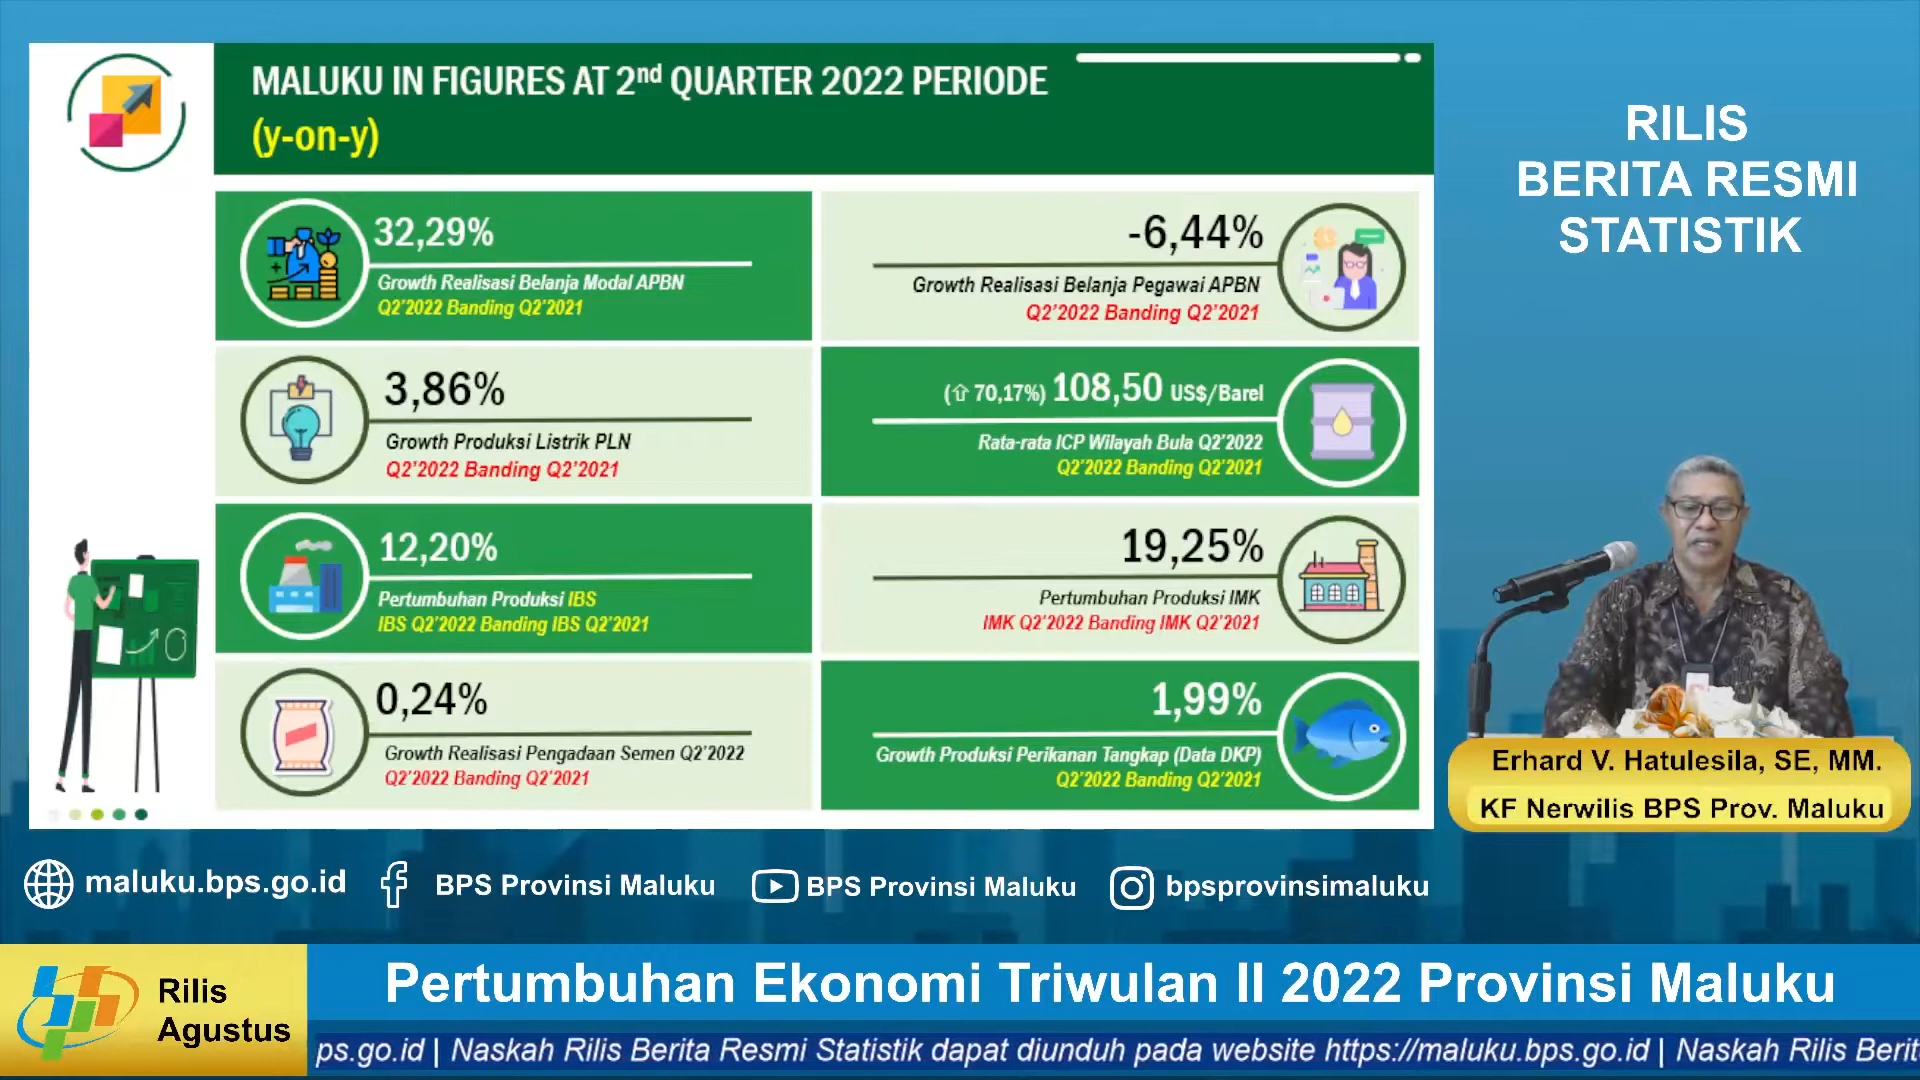 MALUKU IN FIGURES AT 2nd QUARTER 2022 PERIODE
(y-on-y)
32,29%
Growth Realisasi Belanja Modal APBN
Q2'2022 Banding Q2'2021
-6,44%
Growth Realisasi Belanja Pegawai APBN
Q2'2022 Banding Q2'2021
3,86%
Growth Produksi Listrik PLN
Q2'2022 Banding Q2'2021
(⇧ 70,17%) 108,50 US$/Barel
Rata-rata ICP Wilayah Bula Q2'2022
Q2'2022 Banding Q2'2021
12,20%
Pertumbuhan Produksi IBS
IBS Q2'2022 Banding IBS Q2'2021
19,25%
Pertumbuhan Produksi IMK
IMK Q2'2022 Banding IMK Q2'2021
0,24%
Growth Realisasi Pengadaan Semen Q2'2022
Q2'2022 Banding Q2'2021
1,99%
Growth Produksi Perikanan Tangkap (Data DKP)
Q2'2022 Banding Q2'2021
RILIS
BERITA RESMI
STATISTIK
Erhard V. Hatulesila, SE, MM.
KF Nerwilis BPS Prov. Maluku
maluku.bps.go.id
BPS Provinsi Maluku
BPS Provinsi Maluku
bpsprovinsimaluku
Rilis
Agustus
Pertumbuhan Ekonomi Triwulan II 2022 Provinsi Maluku
ps.go.id | Naskah Rilis Berita Resmi Statistik dapat diunduh pada website https://maluku.bps.go.id | Naskah Rilis Berit